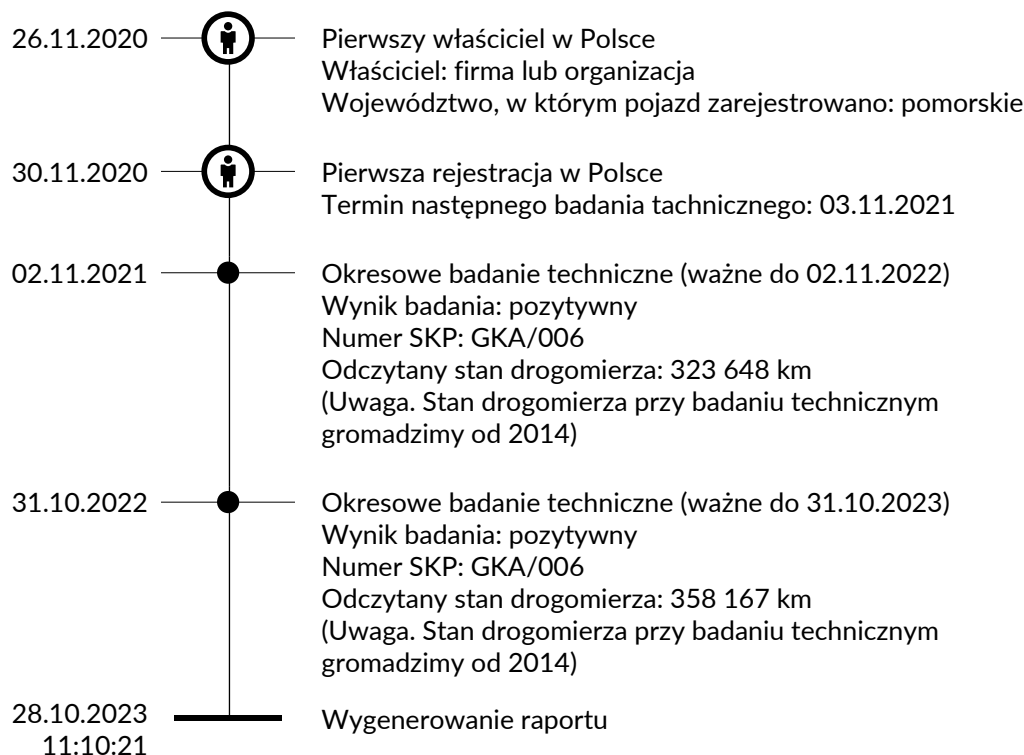 26.11.2020
Pierwszy właściciel w Polsce
Właściciel: firma lub organizacja
Województwo, w którym pojazd zarejestrowano: pomorskie
30.11.2020
Pierwsza rejestracja w Polsce
Termin następnego badania tachnicznego: 03.11.2021
02.11.2021
Okresowe badanie techniczne (ważne do 02.11.2022)
Wynik badania: pozytywny
Numer SKP: GKA/006
Odczytany stan drogomierza: 323 648 km
(Uwaga. Stan drogomierza przy badaniu technicznym
gromadzimy od 2014)
31.10.2022
Okresowe badanie techniczne (ważne do 31.10.2023)
Wynik badania: pozytywny
Numer SKP: GKA/006
Odczytany stan drogomierza: 358 167 km
(Uwaga. Stan drogomierza przy badaniu technicznym
gromadzimy od 2014)
28.10.2023
11:10:21
Wygenerowanie raportu